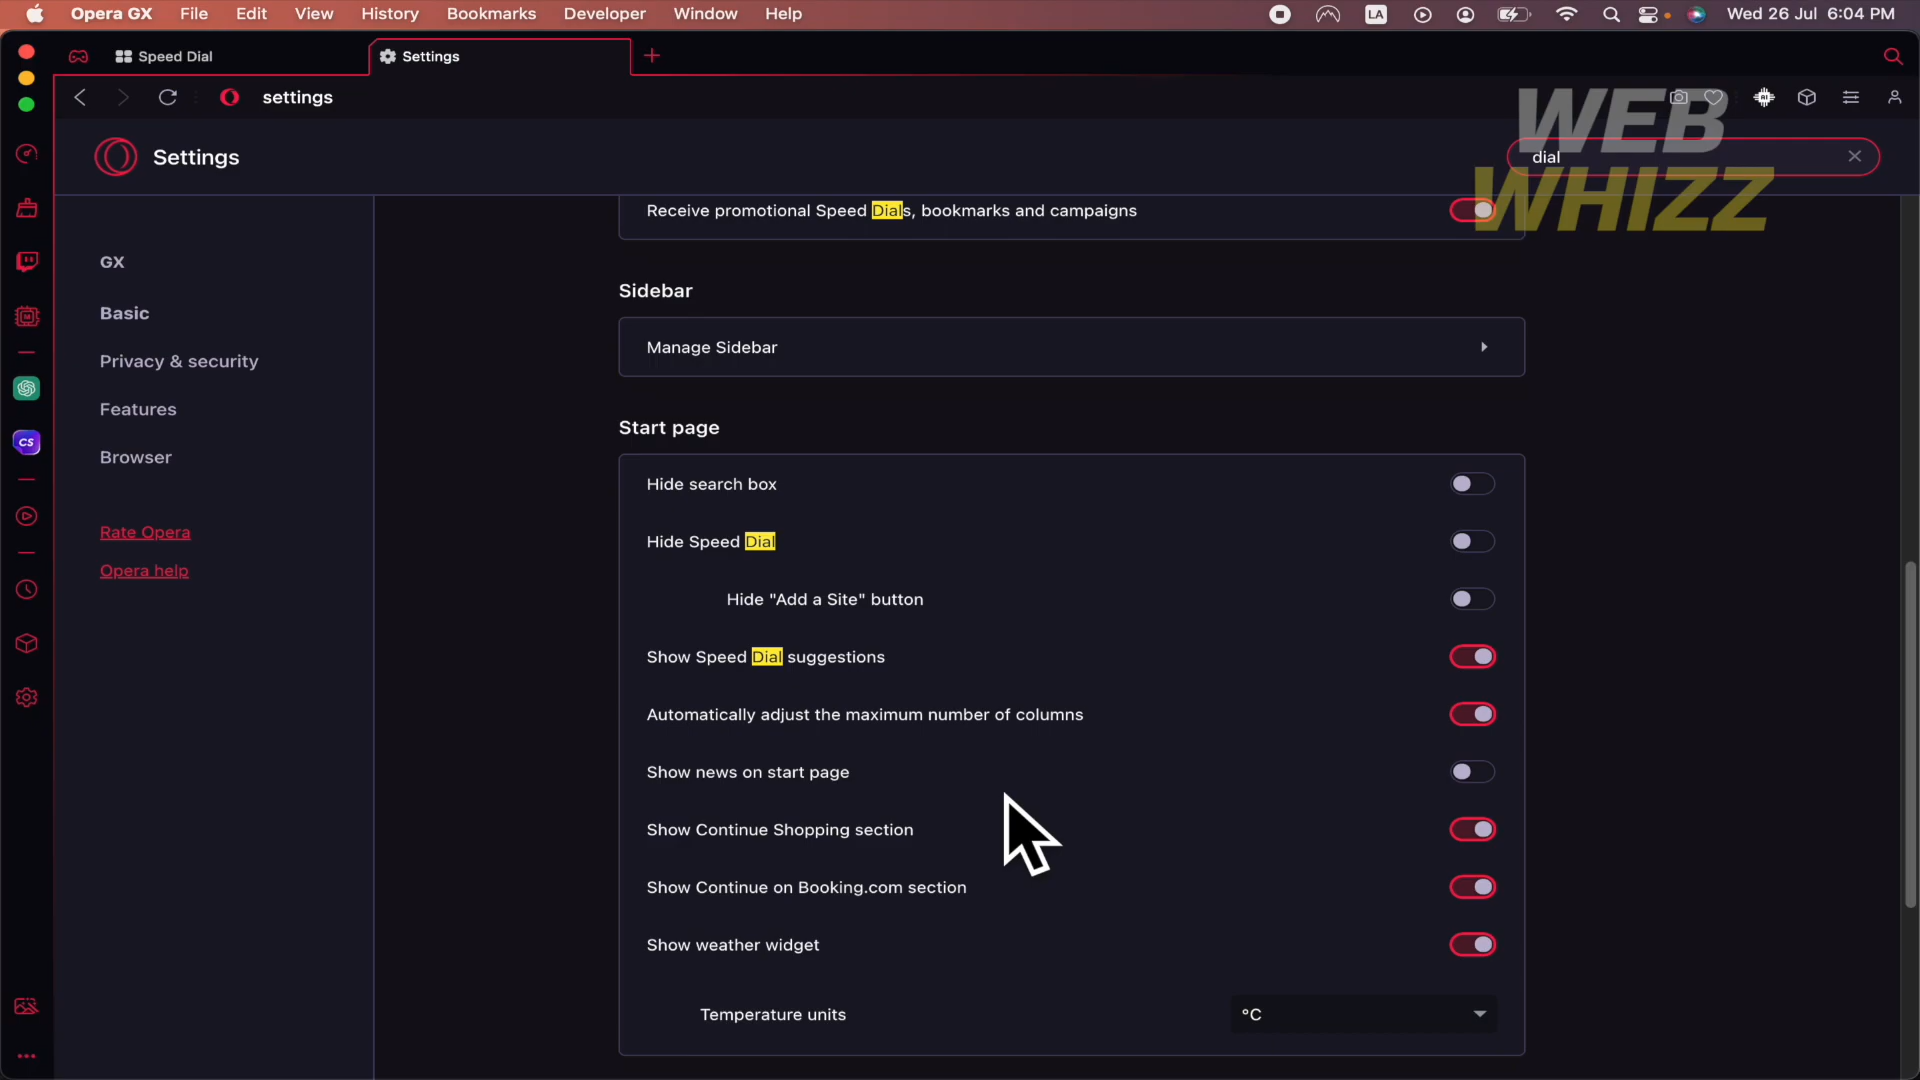 Opera GX File Edit View History Bookmarks Developer Window Help LA Wed 26 Jul 6:04 PM
Speed Dial Settings
settings
WEB
WHIZZ
Settings
dial
Receive promotional Speed Dials, bookmarks and campaigns
GX
Basic
Privacy & security
Features
Browser
Rate Opera
Opera help
CS
Sidebar
Manage Sidebar
Start page
Hide search box
Hide Speed Dial
Hide "Add a Site" button
Show Speed Dial suggestions
Automatically adjust the maximum number of columns
Show news on start page
Show Continue Shopping section
Show Continue on Booking.com section
Show weather widget
Temperature units °C